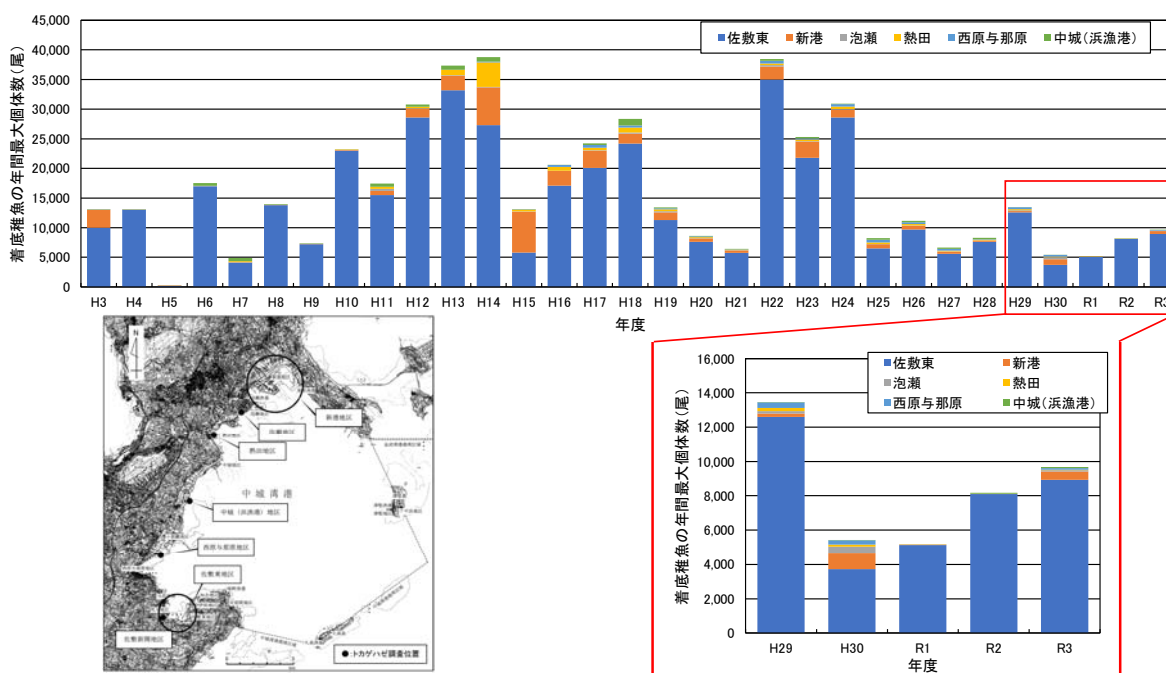 45,000
40,000
35,000
30,000
25,000
20,000
15,000
10,000
5,000
0
着底稚魚の年間最大個体数(尾)
佐敷東 新港 泡瀬 熱田 西原与那原 中城(浜漁港)
H3 H4 H5 H6 H7 H8 H9 H10 H11 H12 H13 H14 H15 H16 H17 H18 H19 H20 H21 H22 H23 H24 H25 H26 H27 H28 H29 H30 R1 R2 R3
年度
N
新港地区
泡瀬地区
熱田地区
中城湾港
中城(浜漁港)地区
西原与那原地区
佐敷東地区
佐敷新開地区
●:トカゲハゼ調査位置
16,000
14,000
12,000
10,000
8,000
6,000
4,000
2,000
0
着底稚魚の年間最大個体数(尾)
佐敷東 新港
泡瀬 熱田
西原与那原 中城(浜漁港)
H29 H30 R1 R2 R3
年度